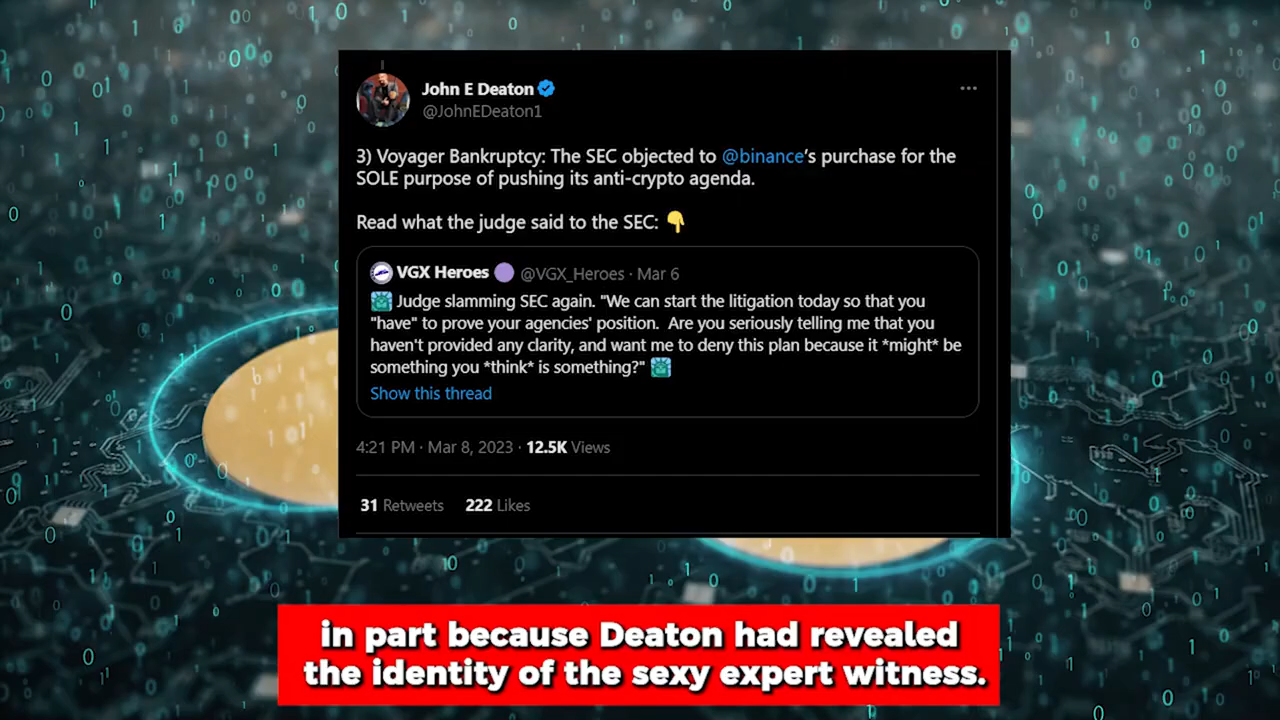 John E Deaton
@JohnEDeaton1
3) Voyager Bankruptcy: The SEC objected to @binance’s purchase for the
SOLE purpose of pushing its anti-crypto agenda.
Read what the judge said to the SEC: 👇
VGX Heroes 🟣 @VGX_Heroes · Mar 6
🗽 Judge slamming SEC again. "We can start the litigation today so that you
"have" to prove your agencies' position.  Are you seriously telling me that you
haven't provided any clarity, and want me to deny this plan because it *might* be
something you *think* is something?" 🗽
Show this thread
4:21 PM · Mar 8, 2023 · 12.5K Views
31 Retweets 222 Likes
in part because Deaton had revealed
the identity of the sexy expert witness.